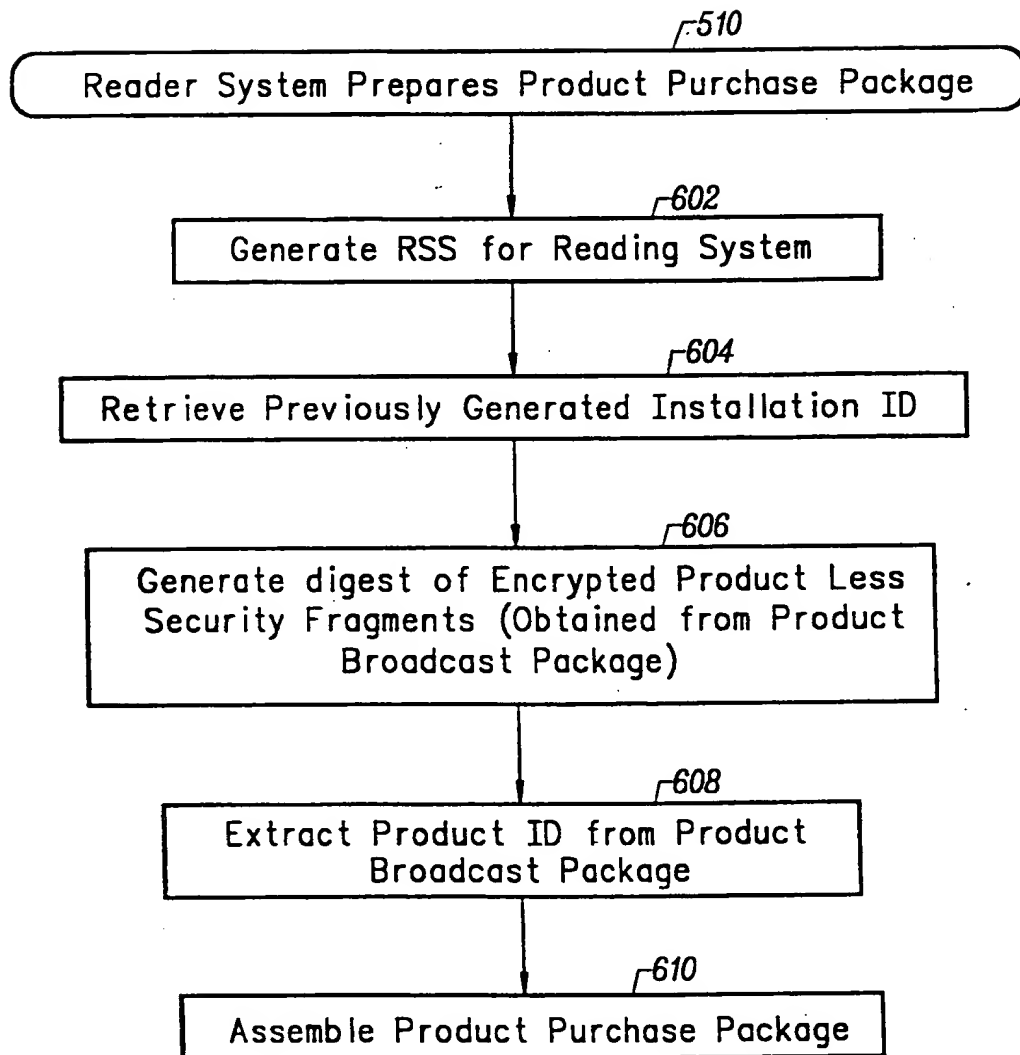 510
Reader System Prepares Product Purchase Package
602
Generate RSS for Reading System
604
Retrieve Previously Generated Installation ID
606
Generate digest of Encrypted Product Less
Security Fragments (Obtained from Product
Broadcast Package)
608
Extract Product ID from Product
Broadcast Package
610
Assemble Product Purchase Package